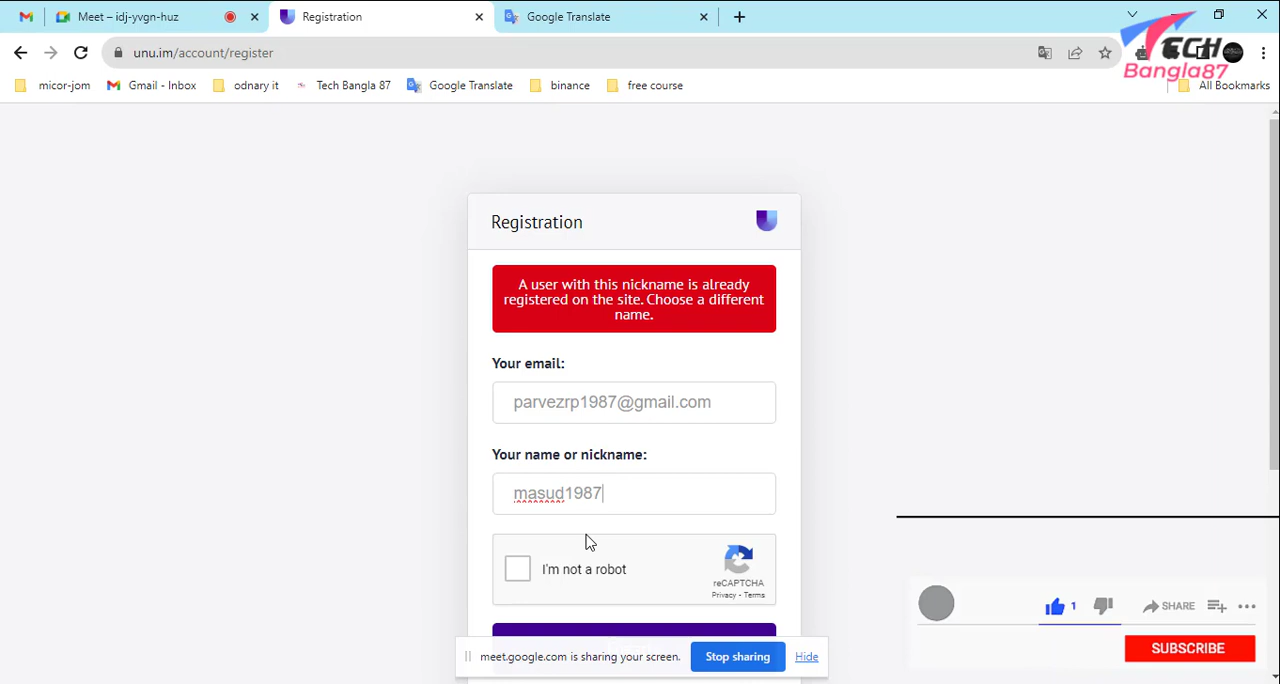 Meet – idj-yvgn-huz
Registration
Google Translate
unu.im/account/register
TECH
Bangla87
micor-jom
Gmail - Inbox
odnary it
Tech Bangla 87
Google Translate
binance
free course
All Bookmarks
Registration
A user with this nickname is already
registered on the site. Choose a different
name.
Your email:
parvezrp1987@gmail.com
Your name or nickname:
masud1987
I'm not a robot
reCAPTCHA
Privacy - Terms
meet.google.com is sharing your screen.
Stop sharing
Hide
1
SHARE
SUBSCRIBE